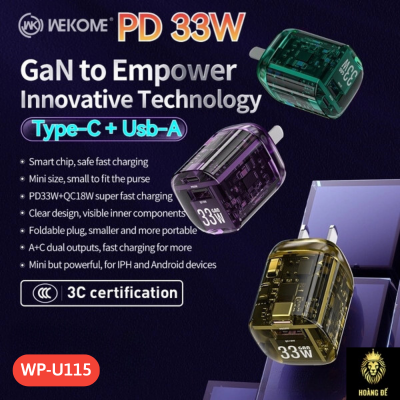 WK WEKOME® PD 33W
GaN to Empower
Innovative Technology
Type-C + Usb-A
• Smart chip, safe fast charging
• Mini size, small to fit the purse
• PD33W+QC18W super fast charging
• Clear design, visible inner components
• Foldable plug, smaller and more portable
• A+C dual outputs, fast charging for more
• Mini but powerful, for IPH and Android devices
CCC 3C certification
WP-U115
33W
33W
33W
HOÀNG ĐẾ